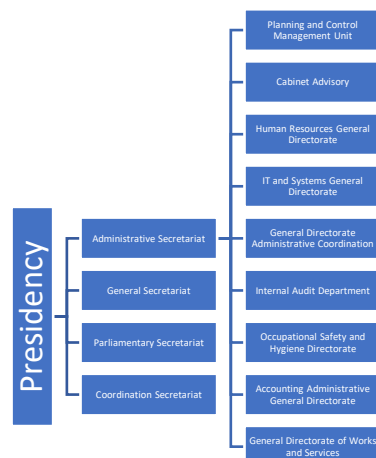 Presidency
Administrative Secretariat
General Secretariat
Parliamentary Secretariat
Coordination Secretariat
Planning and Control
Management Unit
Cabinet Advisory
Human Resources General
Directorate
IT and Systems General
Directorate
General Directorate
Administrative Coordination
Internal Audit Department
Occupational Safety and
Hygiene Directorate
Accounting Administrative
General Directorate
General Directorate of Works
and Services